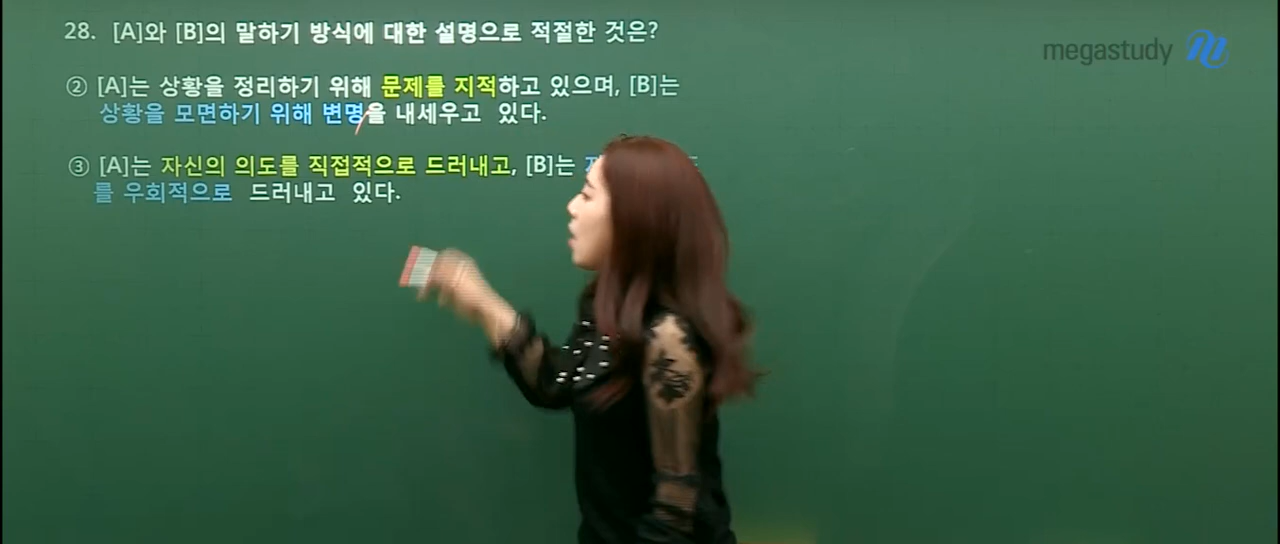 28. [A]와 [B]의 말하기 방식에 대한 설명으로 적절한 것은?
megastudy
② [A]는 상황을 정리하기 위해 문제를 지적하고 있으며, [B]는
상황을 모면하기 위해 변명을 내세우고 있다.
③ [A]는 자신의 의도를 직접적으로 드러내고, [B]는
를 우회적으로 드러내고 있다.